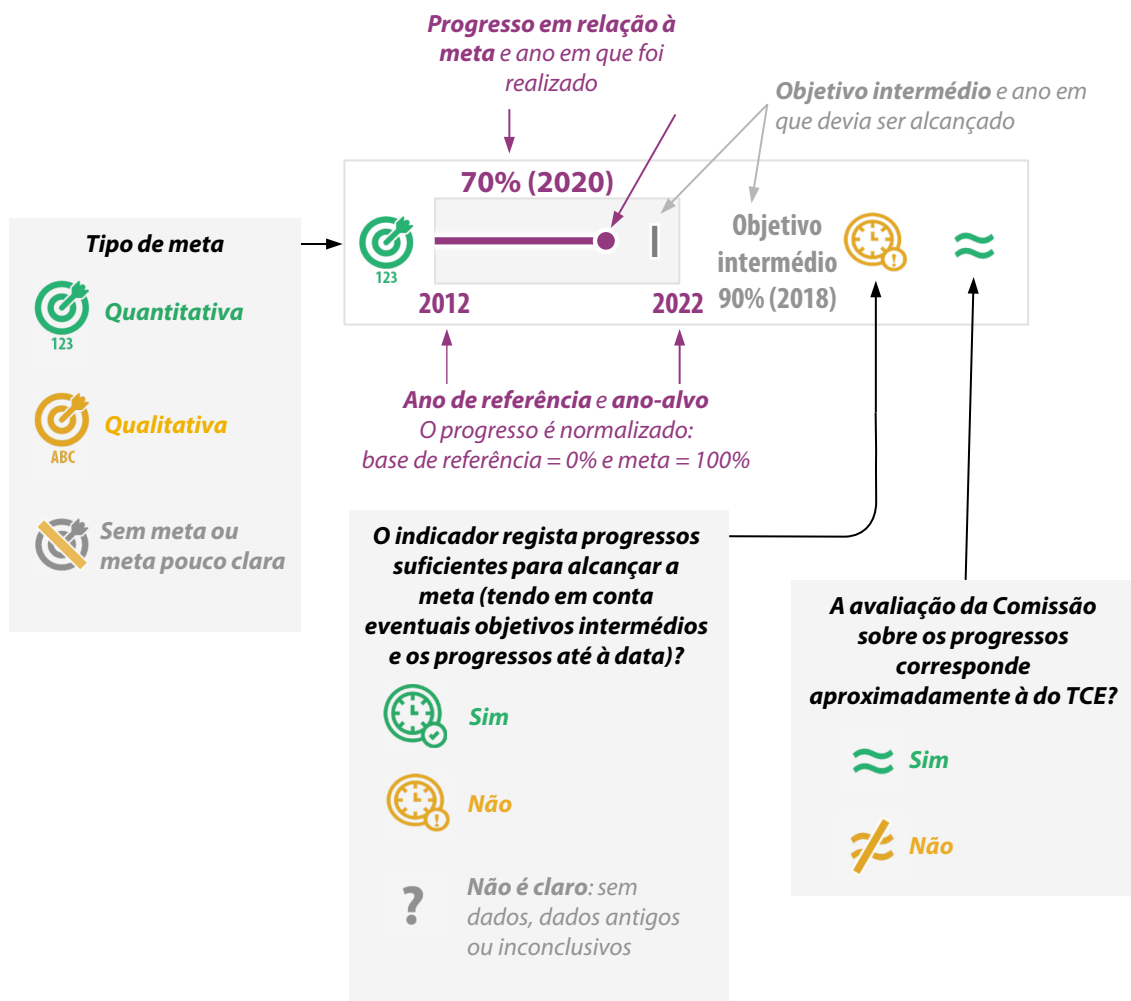 Progresso em relação à
meta e ano em que foi
realizado
Objetivo intermédio e ano em
que devia ser alcançado
70% (2020)
123
2012
2022
Objetivo
intermédio
90% (2018)
Tipo de meta
123
Quantitativa
ABC
Qualitativa
Sem meta ou
meta pouco clara
Ano de referência e ano-alvo
O progresso é normalizado:
base de referência = 0% e meta = 100%
O indicador regista progressos
suficientes para alcançar a
meta (tendo em conta
eventuais objetivos intermédios
e os progressos até à data)?
Sim
Não
?
Não é claro: sem
dados, dados antigos
ou inconclusivos
A avaliação da Comissão
sobre os progressos
corresponde
aproximadamente à do TCE?
Sim
Não